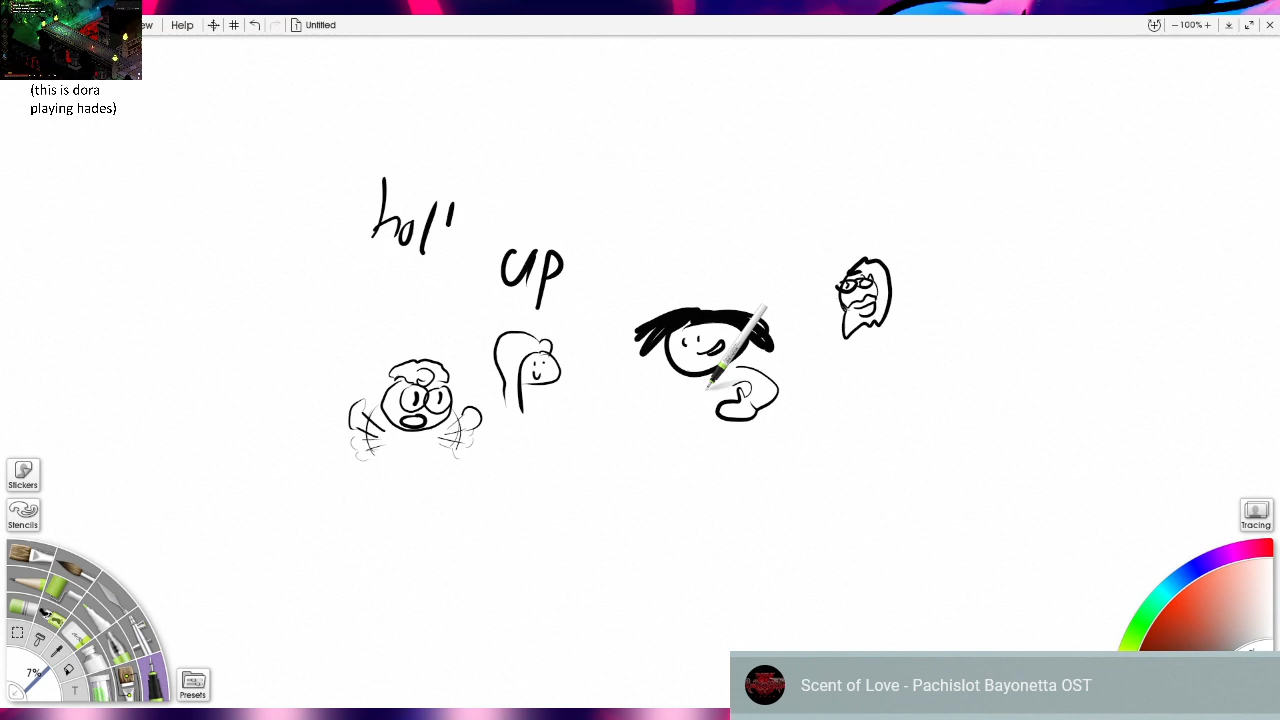 ew Help Untitled 100%
(this is dora
playing hades)
hol'
up
Stickers
Stencils
Tracing
7%
Presets
Scent of Love - Pachislot Bayonetta OST